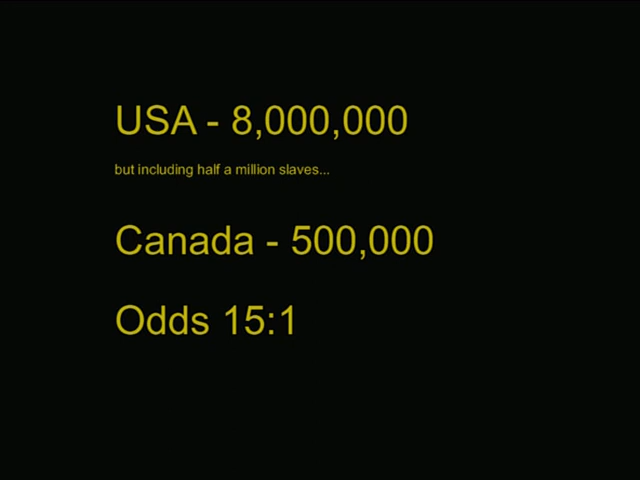 USA - 8,000,000
but including half a million slaves...
Canada - 500,000
Odds 15:1